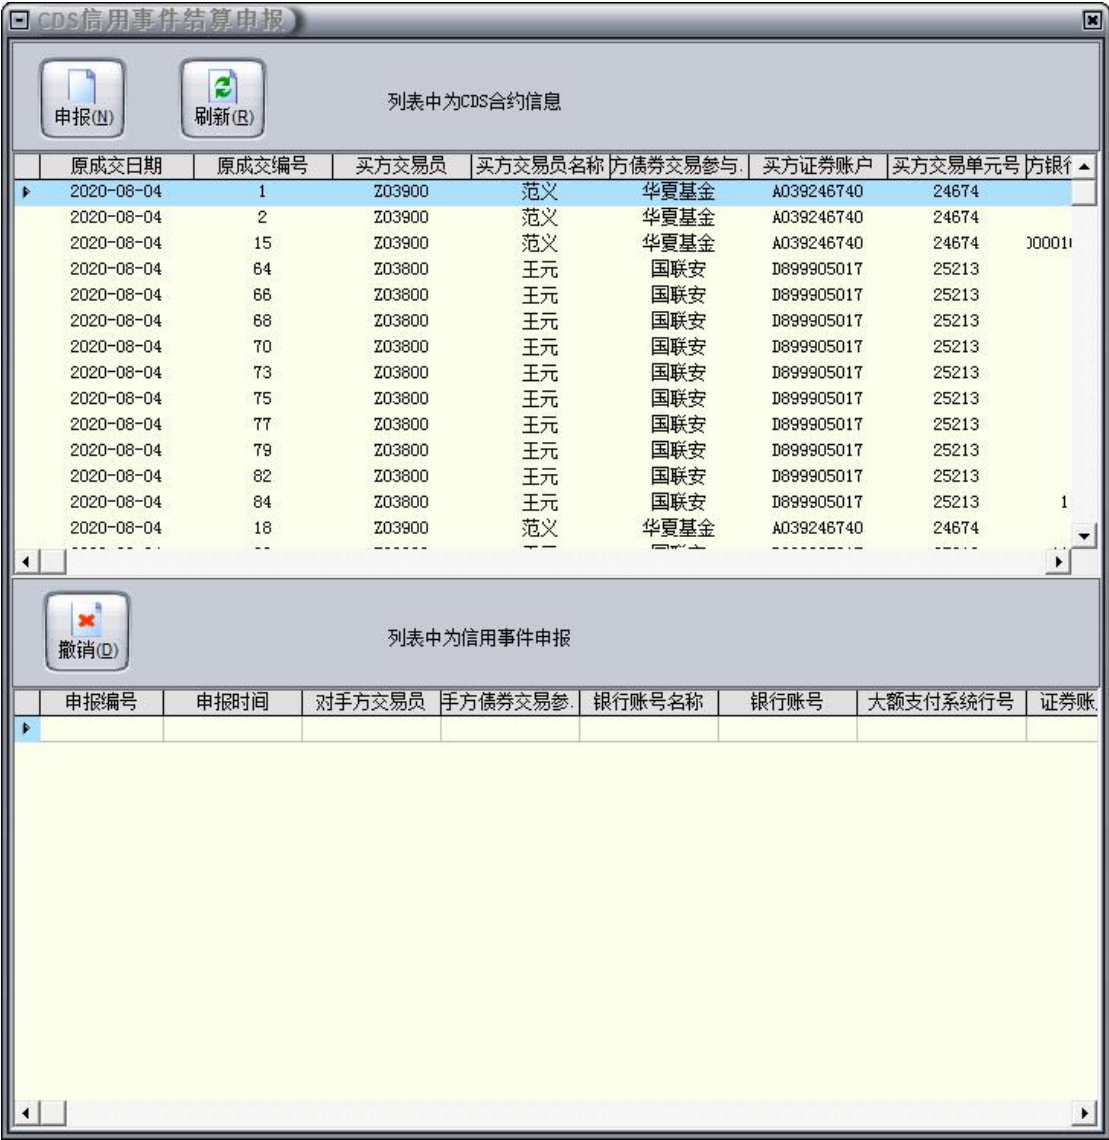 CDS信用事件结算申报
申报(N) 刷新(R) 列表中为CDS合约信息
原成交日期 原成交编号 买方交易员 买方交易员名称 方债券交易参与. 买方证券账户 买方交易单元号 方银行
2020-08-04 1 Z03900 范义 华夏基金 A039246740 24674
2020-08-04 2 Z03900 范义 华夏基金 A039246740 24674
2020-08-04 15 Z03900 范义 华夏基金 A039246740 24674 00001
2020-08-04 64 Z03800 王元 国联安 D899905017 25213
2020-08-04 66 Z03800 王元 国联安 D899905017 25213
2020-08-04 68 Z03800 王元 国联安 D899905017 25213
2020-08-04 70 Z03800 王元 国联安 D899905017 25213
2020-08-04 73 Z03800 王元 国联安 D899905017 25213
2020-08-04 75 Z03800 王元 国联安 D899905017 25213
2020-08-04 77 Z03800 王元 国联安 D899905017 25213
2020-08-04 79 Z03800 王元 国联安 D899905017 25213
2020-08-04 82 Z03800 王元 国联安 D899905017 25213
2020-08-04 84 Z03800 王元 国联安 D899905017 25213 1
2020-08-04 18 Z03900 范义 华夏基金 A039246740 24674
撤销(D) 列表中为信用事件申报
申报编号 申报时间 对手方交易员 手方债券交易参. 银行账号名称 银行账号 大额支付系统行号 证券账